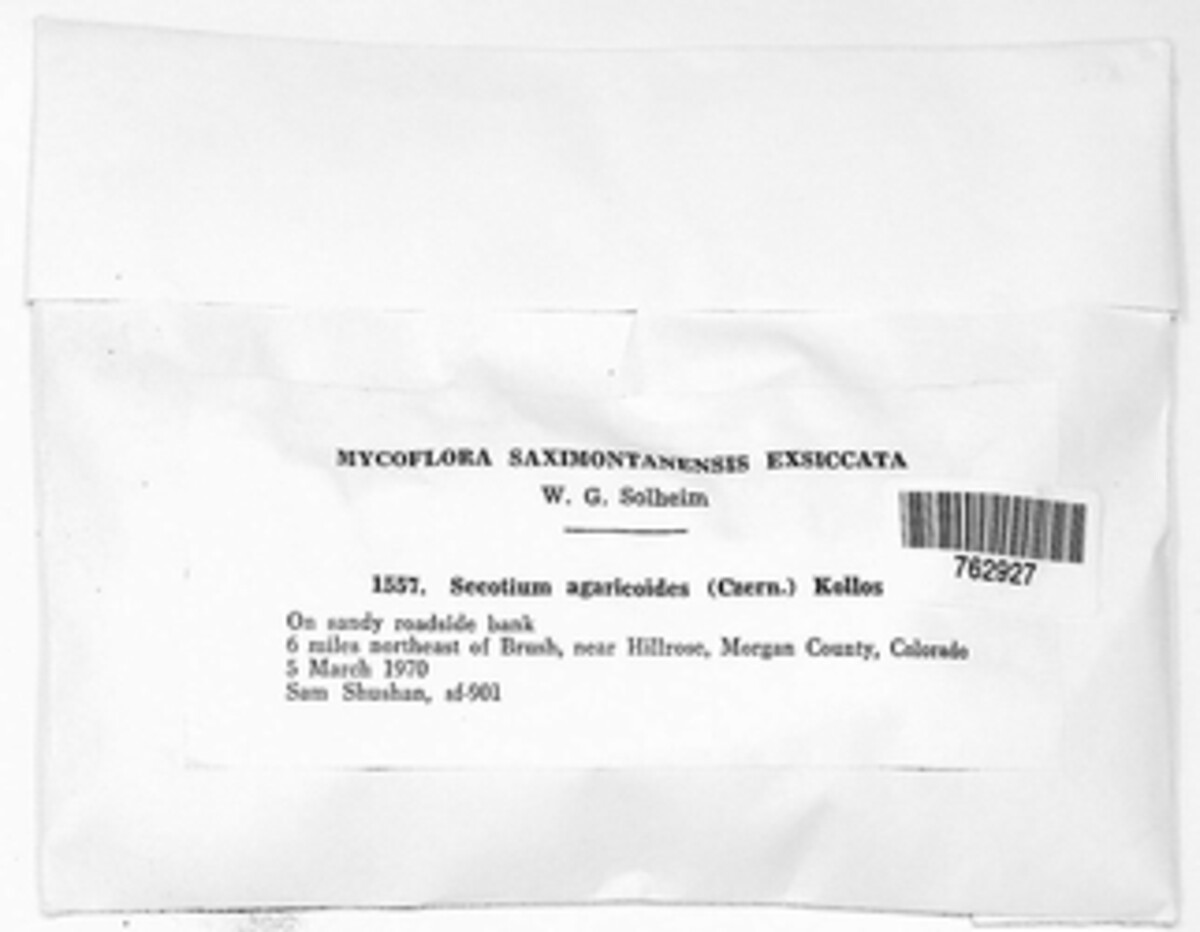 MYCOFLORA SAXIMONTANENSIS EXSICCATA
W. G. Solheim
762927
1557. Secotium agaricoides (Czern.) Kollos
On sandy roadside bank
6 miles northeast of Brush, near Hillrose, Morgan County, Colorado
5 March 1970
Sam Shushan, sf-901